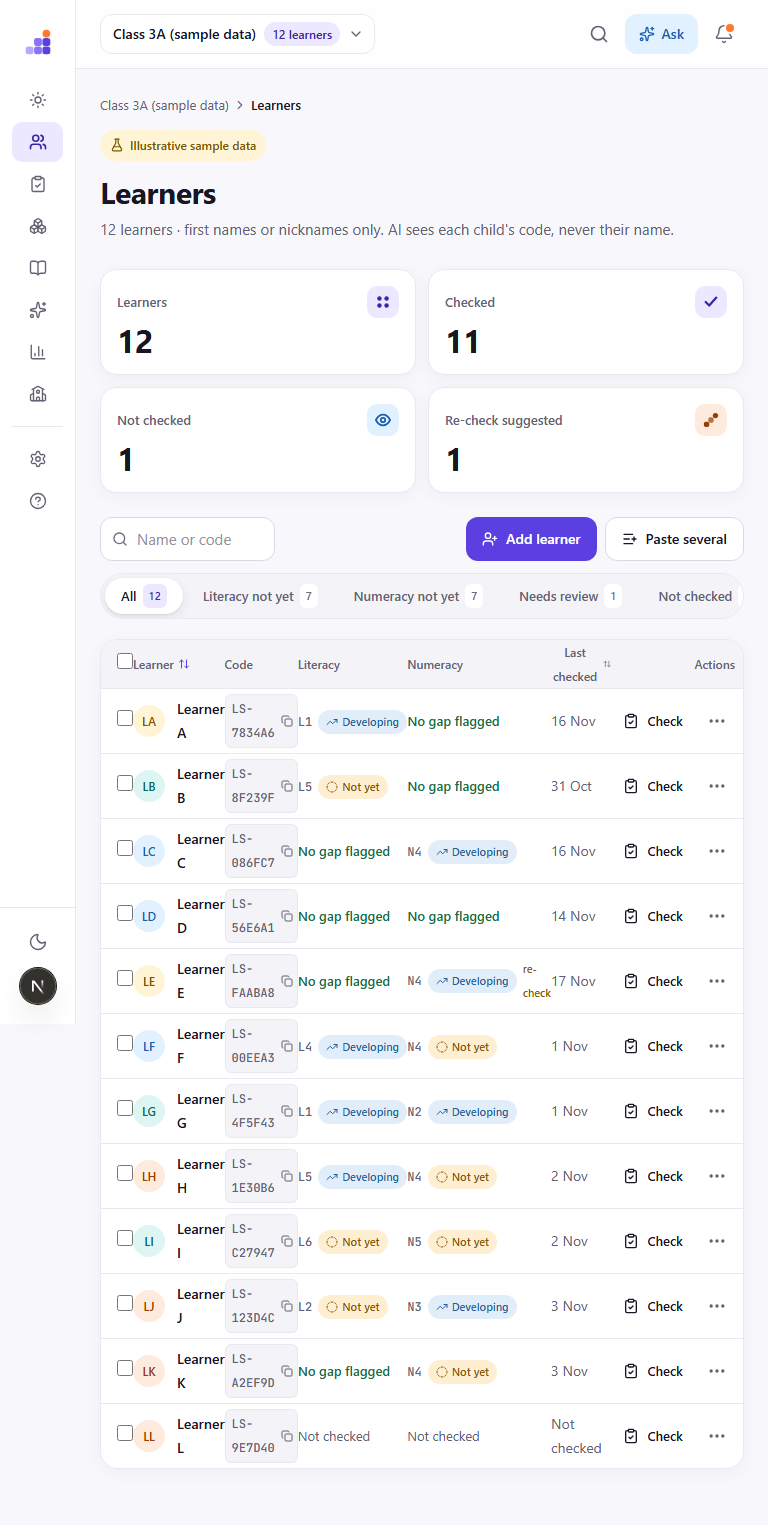 Class 3A (sample data) 12 learners
Ask
Class 3A (sample data) > Learners
Illustrative sample data
Learners
12 learners · first names or nicknames only. AI sees each child's code, never their name.
Learners
12
Checked
11
Not checked
1
Re-check suggested
1
Name or code
Add learner
Paste several
All 12 Literacy not yet 7 Numeracy not yet 7 Needs review 1 Not checked
Learner Code Literacy Numeracy Last checked Actions
LA Learner A LS-7834A6 L1 Developing No gap flagged 16 Nov Check
LB Learner B LS-8F239F L5 Not yet No gap flagged 31 Oct Check
LC Learner C LS-086FC7 No gap flagged N4 Developing 16 Nov Check
LD Learner D LS-56E6A1 No gap flagged No gap flagged 14 Nov Check
LE Learner E LS-FAABA8 No gap flagged N4 Developing re-check 17 Nov Check
LF Learner F LS-00EEA3 L4 Developing N4 Not yet 1 Nov Check
LG Learner G LS-4F5F43 L1 Developing N2 Developing 1 Nov Check
LH Learner H LS-1E30B6 L5 Developing N4 Not yet 2 Nov Check
LI Learner I LS-C27947 L6 Not yet N5 Not yet 2 Nov Check
LJ Learner J LS-123D4C L2 Not yet N3 Developing 3 Nov Check
LK Learner K LS-A2EF9D No gap flagged N4 Not yet 3 Nov Check
LL Learner L LS-9E7D40 Not checked Not checked Not checked Check
N